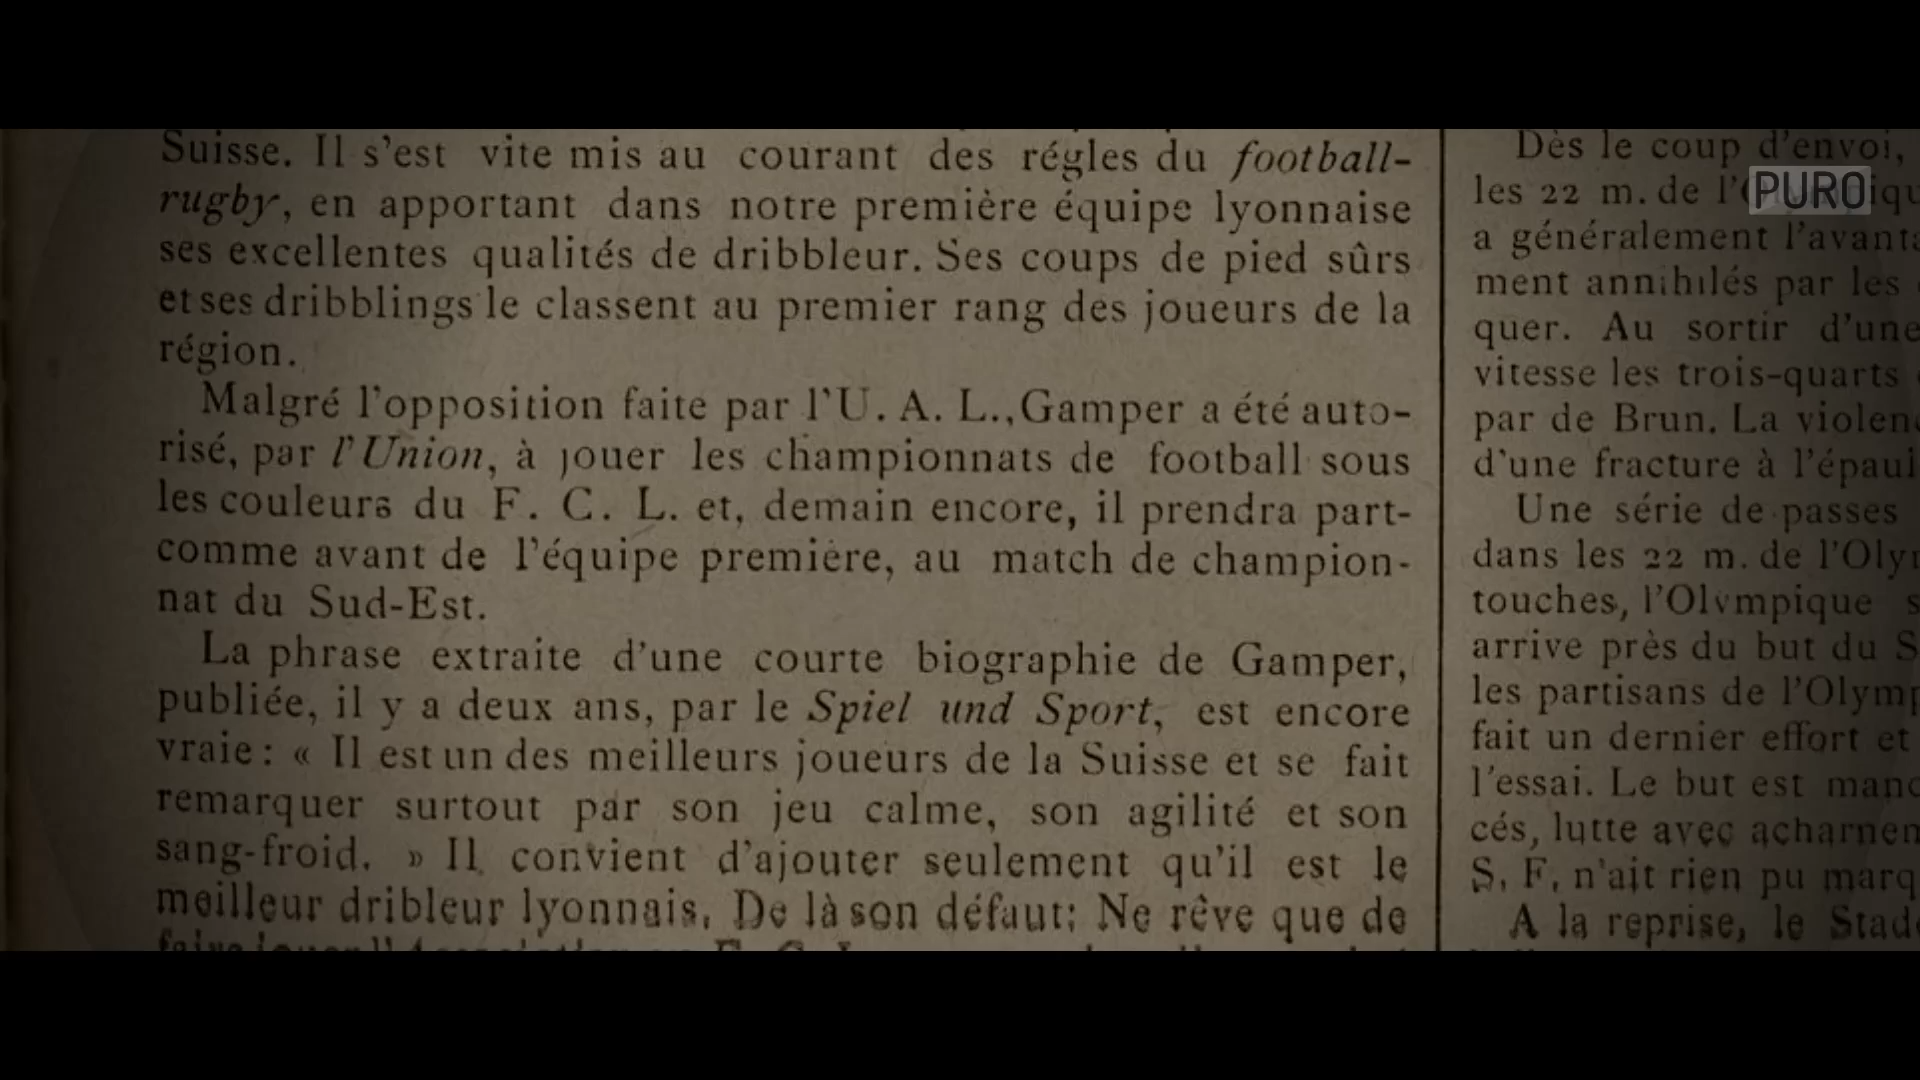 Suisse. Il s'est vite mis au courant des régles du football-
rugby, en apportant dans notre première équipe lyonnaise
ses excellentes qualités de dribbleur. Ses coups de pied sûrs
et ses dribblings le classent au premier rang des joueurs de la
région.
Malgré l'opposition faite par l'U. A. L., Gamper a été auto-
risé, par l'Union, à jouer les championnats de football sous
les couleurs du F. C. L. et, demain encore, il prendra part-
comme avant de l'équipe première, au match de champion-
nat du Sud-Est.
La phrase extraite d'une courte biographie de Gamper,
publiée, il y a deux ans, par le Spiel und Sport, est encore
vraie : « Il est un des meilleurs joueurs de la Suisse et se fait
remarquer surtout par son jeu calme, son agilité et son
sang-froid. » Il convient d'ajouter seulement qu'il est le
meilleur dribleur lyonnais. De là son défaut: Ne rêve que de
Dès le coup d'envoi,
les 22 m. de l'
a généralement
ment annihilés par les
quer. Au sortir d'une
vitesse les trois-quarts
par de Brun. La
d'une fracture à
Une série de passes
dans les 22 m. de
touches, l'Olympique
arrive près du but du S
les partisans de
fait un dernier effort et
l'essai. Le but est
cés, lutte avec
S. F. n'ait rien pu
A la reprise, le
PURO